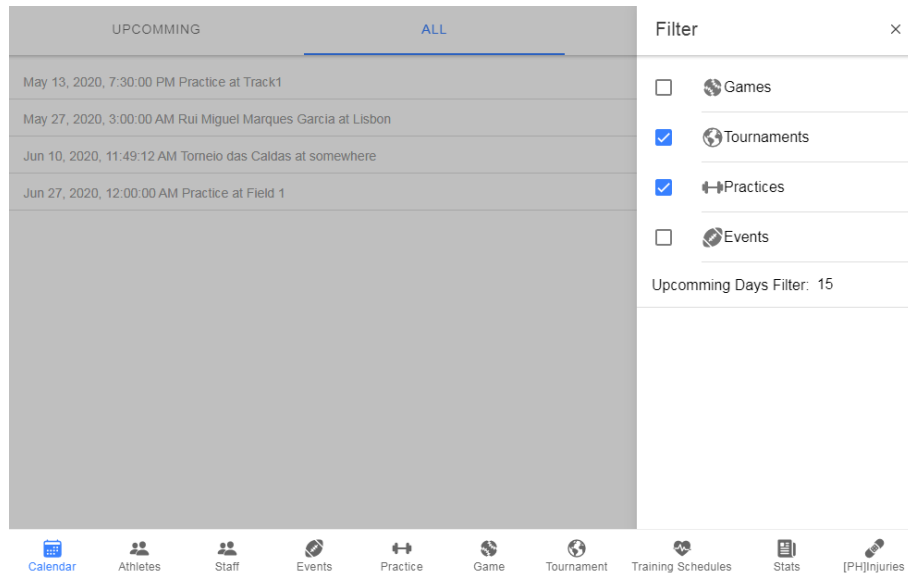 UPCOMMING
ALL
May 13, 2020, 7:30:00 PM Practice at Track1
May 27, 2020, 3:00:00 AM Rui Miguel Marques Garcia at Lisbon
Jun 10, 2020, 11:49:12 AM Torneio das Caldas at somewhere
Jun 27, 2020, 12:00:00 AM Practice at Field 1
Filter
Games
Tournaments
Practices
Events
Upcomming Days Filter: 15
Calendar
Athletes
Staff
Events
Practice
Game
Tournament
Training Schedules
Stats
[PH]Injuries